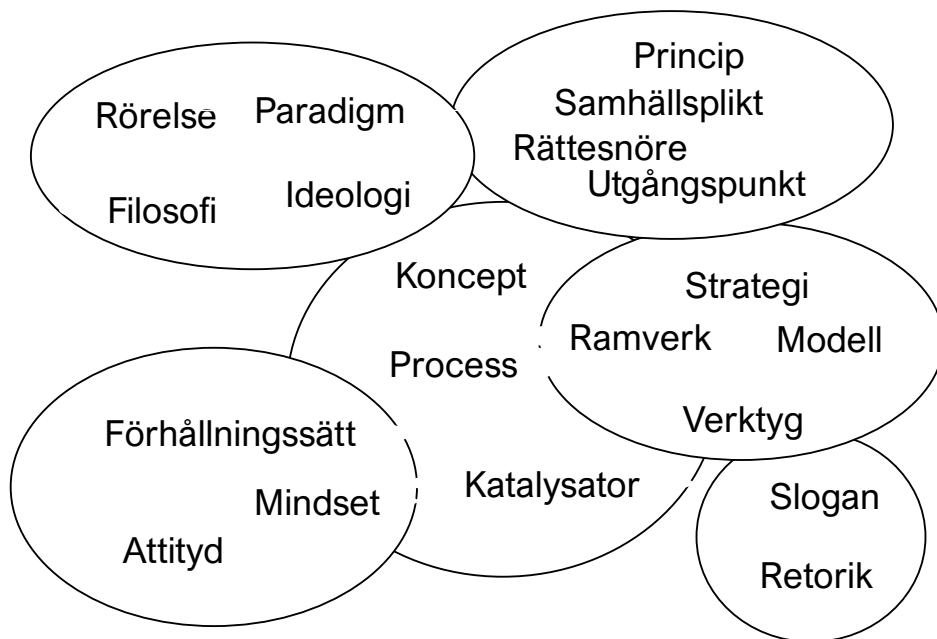 Rörelse
Paradigm
Filosofi
Ideologi
Princip
Samhällsplikt
Rättesnöre
Utgångspunkt
Koncept
Process
Katalysator
Strategi
Ramverk
Modell
Verktyg
Förhållningssätt
Mindset
Attityd
Slogan
Retorik